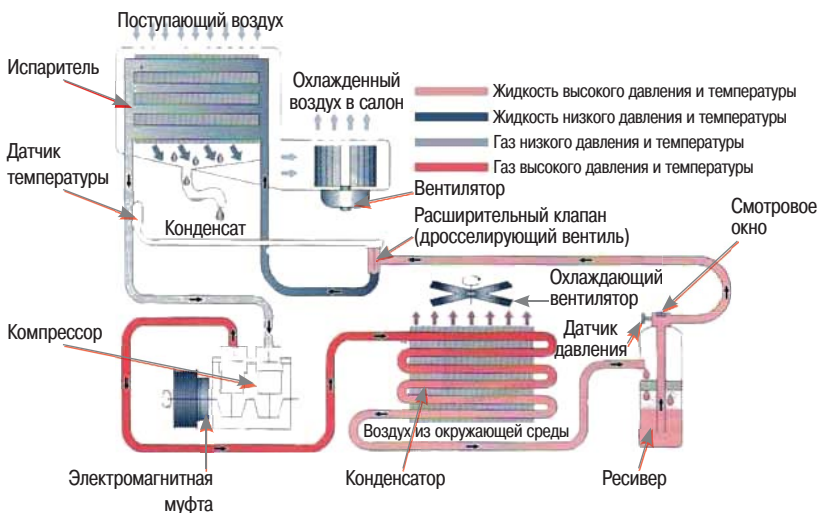 Поступающий воздух
Испаритель
Охлажденный
воздух в салон
Жидкость высокого давления и температуры
Жидкость низкого давления и температуры
Газ низкого давления и температуры
Газ высокого давления и температуры
Датчик
температуры
Вентилятор
Конденсат
Расширительный клапан
(дросселирующий вентиль)
Смотровое
окно
Охлаждающий
вентилятор
Компрессор
Датчик
давления
Воздух из окружающей среды
Электромагнитная
муфта
Конденсатор
Ресивер